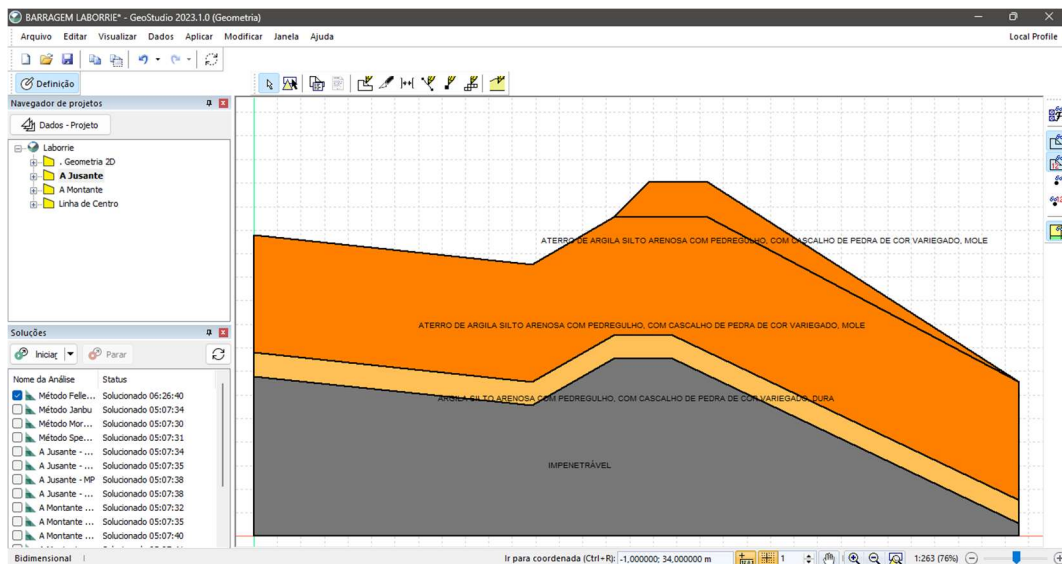 BARRAGEM LABORRIE* - GeoStudio 2023.1.0 (Geometria)
Arquivo Editar Visualizar Dados Aplicar Modificar Janela Ajuda
Local Profile
Definição
Navegador de projetos
Dados - Projeto
Laborrie
. Geometria 2D
A Jusante
A Montante
Linha de Centro
Soluções
Iniciar
Parar
Nome da Análise Status
Método Felle... Solucionado 06:26:40
Método Janbu Solucionado 05:07:34
Método Mor... Solucionado 05:07:30
Método Spe... Solucionado 05:07:31
A Jusante - ... Solucionado 05:07:34
A Jusante - ... Solucionado 05:07:35
A Jusante - MP Solucionado 05:07:38
A Jusante - ... Solucionado 05:07:38
A Montante ... Solucionado 05:07:32
A Montante ... Solucionado 05:07:35
A Montante ... Solucionado 05:07:40
ATERRO DE ARGILA SILTO ARENOSA COM PEDREGULHO, COM CASCALHO DE PEDRA DE COR VARIEGADO, MOLE
ATERRO DE ARGILA SILTO ARENOSA COM PEDREGULHO, COM CASCALHO DE PEDRA DE COR VARIEGADO, MOLE
ARGILA SILTO ARENOSA COM PEDREGULHO, COM CASCALHO DE PEDRA DE COR VARIEGADO, DURA
IMPENETRÁVEL
Bidimensional
Ir para coordenada (Ctrl+R): -1,000000; 34,000000 m
1
1:263 (76%)